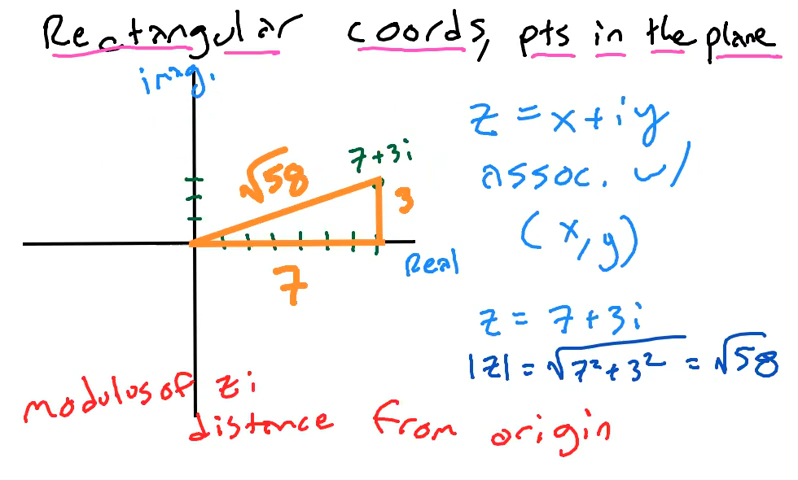 Rectangular coords, pts in the plane
imag.
7+3i
√58
3
7
Real
z = x+iy
assoc. w/
(x,y)
z = 7+3i
|z| = √7²+3² = √58
modulus of z i
distance from origin